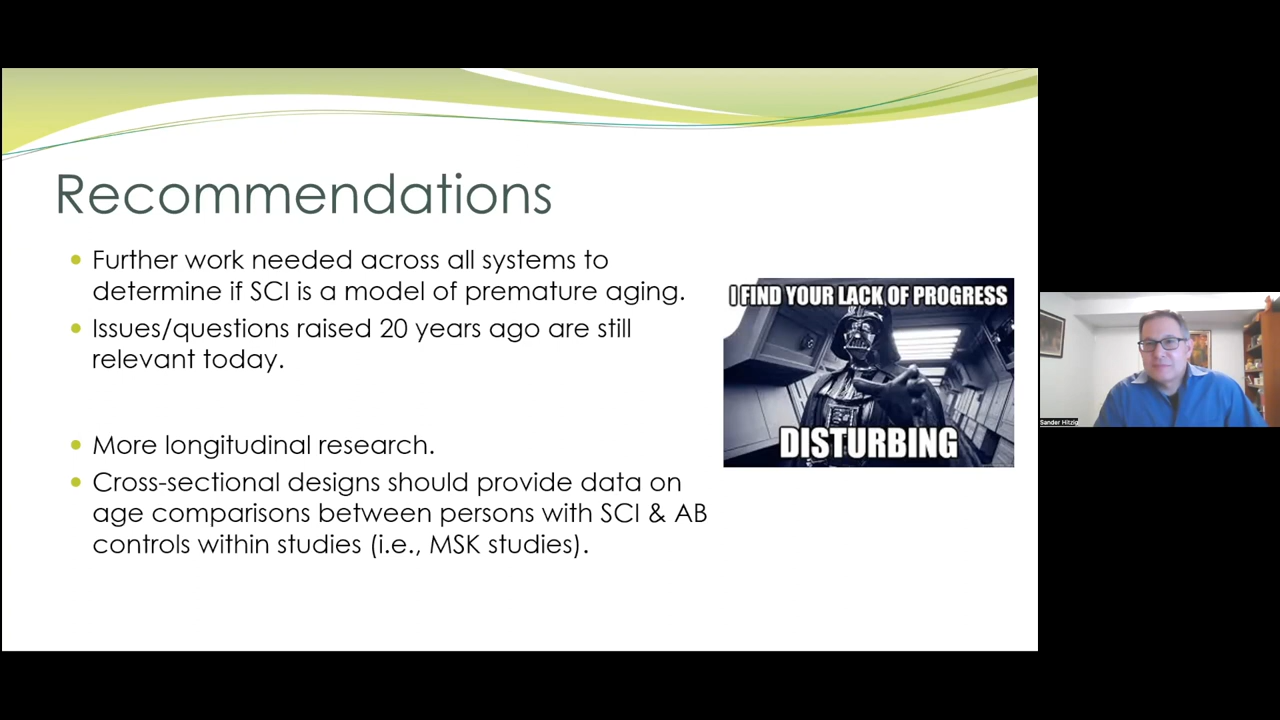 Recommendations
Further work needed across all systems to
determine if SCI is a model of premature aging.
Issues/questions raised 20 years ago are still
relevant today.
More longitudinal research.
Cross-sectional designs should provide data on
age comparisons between persons with SCI & AB
controls within studies (i.e., MSK studies).
I FIND YOUR LACK OF PROGRESS
DISTURBING
Sander Hitzig